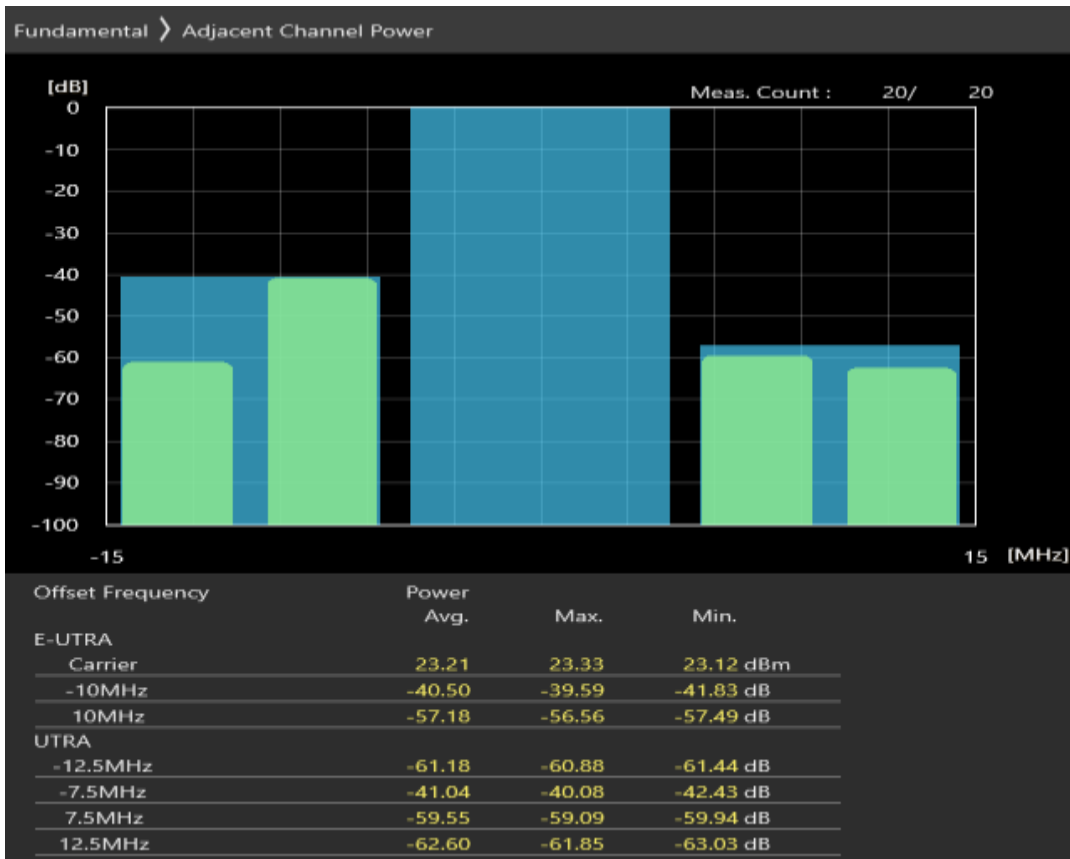 Fundamental ❯ Adjacent Channel Power
[dB]
Meas. Count : 20/ 20
0
-10
-20
-30
-40
-50
-60
-70
-80
-90
-100
-15 15 [MHz]
Offset Frequency Power
Avg. Max. Min.
E-UTRA
Carrier 23.21 23.33 23.12 dBm
-10MHz -40.50 -39.59 -41.83 dB
10MHz -57.18 -56.56 -57.49 dB
UTRA
-12.5MHz -61.18 -60.88 -61.44 dB
-7.5MHz -41.04 -40.08 -42.43 dB
7.5MHz -59.55 -59.09 -59.94 dB
12.5MHz -62.60 -61.85 -63.03 dB